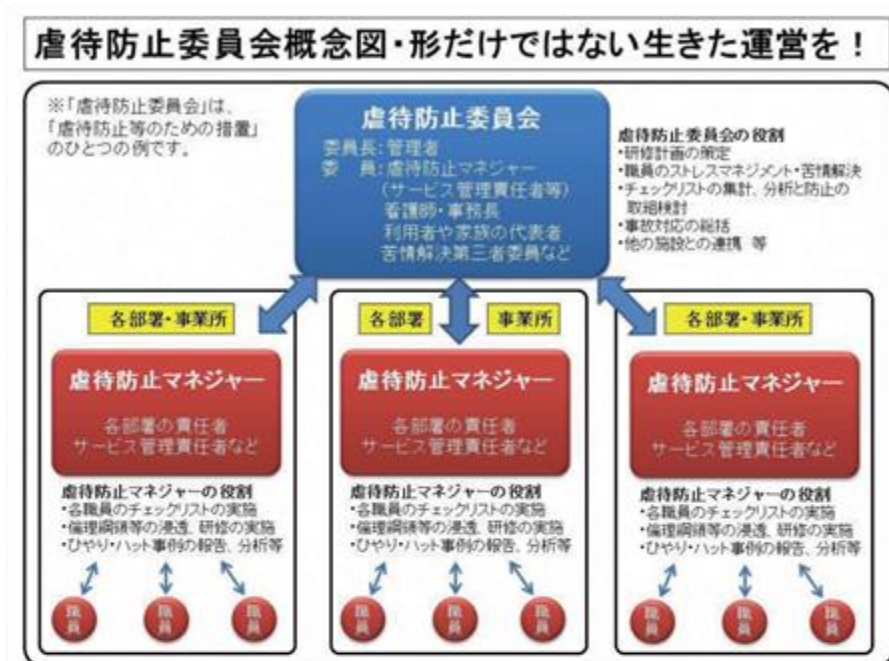 虐待防止委員会概念図・形だけではない生きた運営を！
※「虐待防止委員会」は、
「虐待防止等のための措置」
のひとつの例です。
虐待防止委員会
委員長：管理者
委　員：虐待防止マネジャー
（サービス管理責任者等）
看護師・事務長
利用者や家族の代表者
苦情解決第三者委員など
虐待防止委員会の役割
・研修計画の策定
・職員のストレスマネジメント・苦情解決
・チェックリストの集計、分析と防止の
取組検討
・事故対応の総括
・他の施設との連携 等
各部署・事業所
虐待防止マネジャー
各部署の責任者
サービス管理責任者など
虐待防止マネジャーの役割
・各職員のチェックリストの実施
・倫理綱領等の浸透、研修の実施
・ひやり・ハット事例の報告、分析等
職員
職員
職員
各部署　事業所
虐待防止マネジャー
各部署の責任者
サービス管理責任者など
虐待防止マネジャーの役割
・各職員のチェックリストの実施
・倫理綱領等の浸透、研修の実施
・ひやり・ハット事例の報告、分析等
職員
職員
職員
各部署・事業所
虐待防止マネジャー
各部署の責任者
サービス管理責任者など
虐待防止マネジャーの役割
・各職員のチェックリストの実施
・倫理綱領等の浸透、研修の実施
・ひやり・ハット事例の報告、分析等
職員
職員
職員